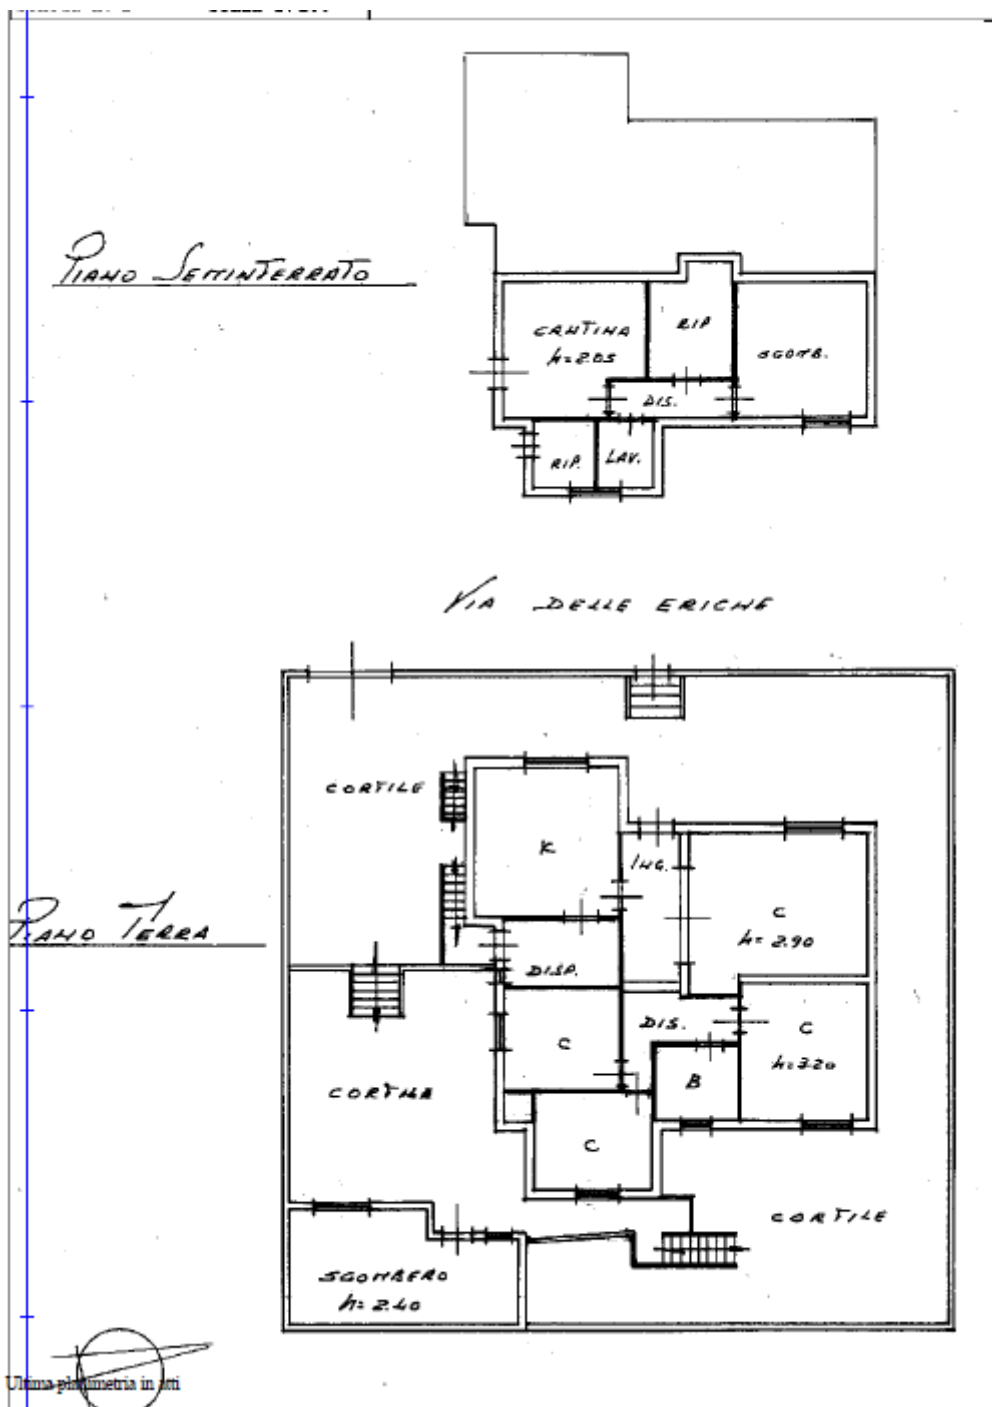 PIANO SEMINTERRATO
CANTINA
h=2.05
RIP
SGOMB.
DIS.
RIP.
LAV.
VIA DELLE ERICHE
CORTILE
K
ING.
C
h= 2.90
PIANO TERRA
DISP.
DIS.
C
C
h=3.20
B
CORTILE
C
CORTILE
SGOMBERO
h= 2.40
Ultima planimetria in atti